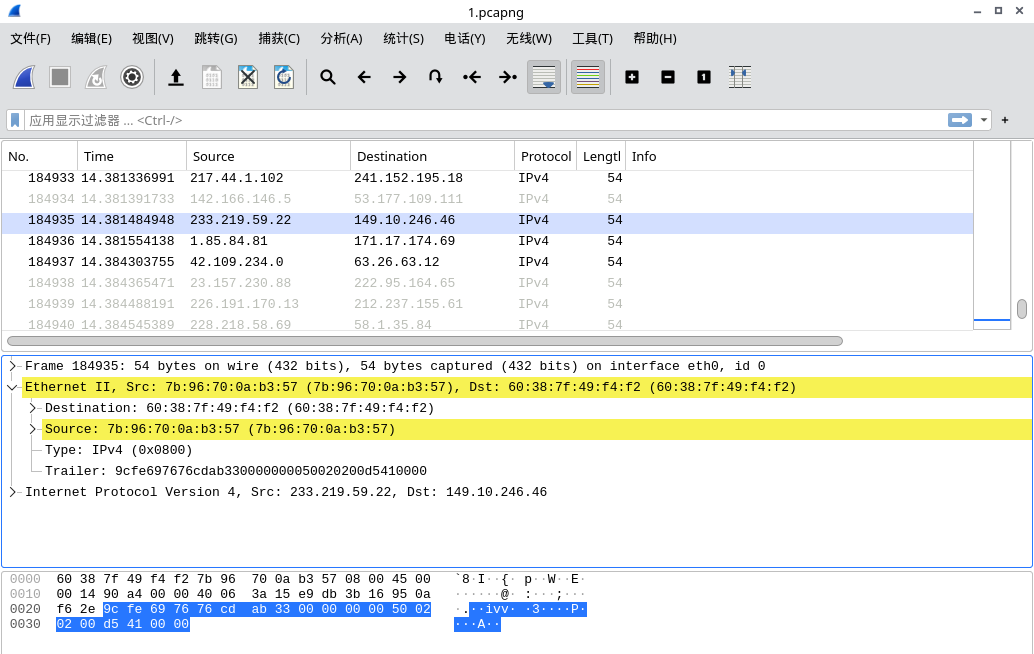 1.pcapng
文件(F) 编辑(E) 视图(V) 跳转(G) 捕获(C) 分析(A) 统计(S) 电话(Y) 无线(W) 工具(T) 帮助(H)
应用显示过滤器 … <Ctrl-/>
No. Time Source Destination Protocol Lengtl Info
184933 14.381336991 217.44.1.102 241.152.195.18 IPv4 54
184934 14.381391733 142.166.146.5 53.177.109.111 IPv4 54
184935 14.381484948 233.219.59.22 149.10.246.46 IPv4 54
184936 14.381554138 1.85.84.81 171.17.174.69 IPv4 54
184937 14.384303755 42.109.234.0 63.26.63.12 IPv4 54
184938 14.384365471 23.157.230.88 222.95.164.65 IPv4 54
184939 14.384488191 226.191.170.13 212.237.155.61 IPv4 54
184940 14.384545389 228.218.58.69 58.1.35.84 IPv4 54
Frame 184935: 54 bytes on wire (432 bits), 54 bytes captured (432 bits) on interface eth0, id 0
Ethernet II, Src: 7b:96:70:0a:b3:57 (7b:96:70:0a:b3:57), Dst: 60:38:7f:49:f4:f2 (60:38:7f:49:f4:f2)
Destination: 60:38:7f:49:f4:f2 (60:38:7f:49:f4:f2)
Source: 7b:96:70:0a:b3:57 (7b:96:70:0a:b3:57)
Type: IPv4 (0x0800)
Trailer: 9cfe697676cdab330000000050020200d5410000
Internet Protocol Version 4, Src: 233.219.59.22, Dst: 149.10.246.46
0000 60 38 7f 49 f4 f2 7b 96 70 0a b3 57 08 00 45 00 `8·I··{· p··W··E·
0010 00 14 90 a4 00 00 40 06 3a 15 e9 db 3b 16 95 0a ······@· :···;···
0020 f6 2e 9c fe 69 76 76 cd ab 33 00 00 00 00 50 02 ·.··ivv· ·3····P·
0030 02 00 d5 41 00 00 ···A··